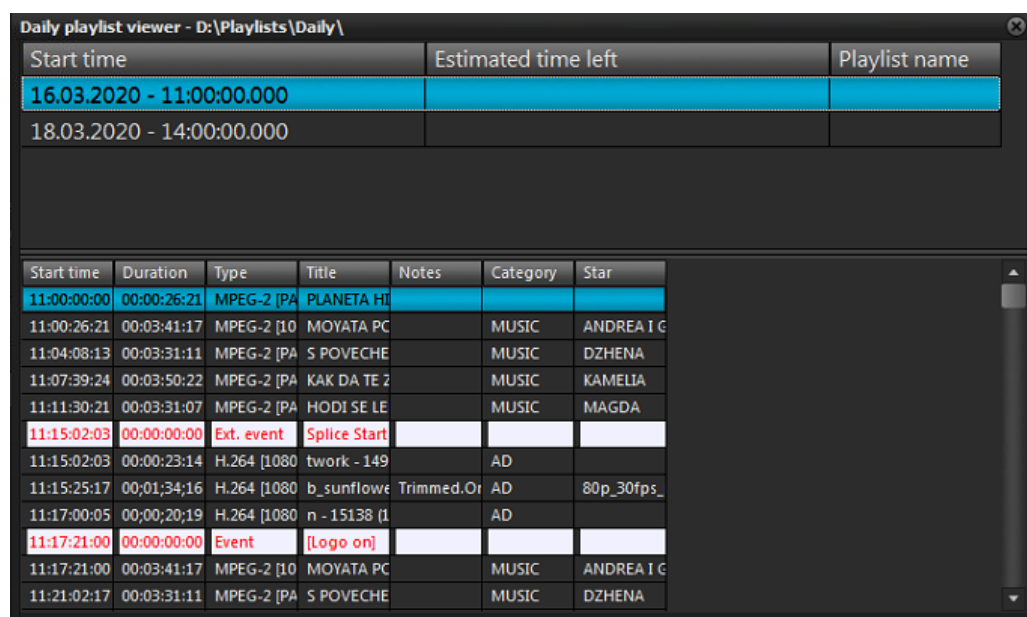 Daily playlist viewer - D:\Playlists\Daily\
Start time Estimated time left Playlist name
16.03.2020 - 11:00:00.000
18.03.2020 - 14:00:00.000
Start time Duration Type Title Notes Category Star
11:00:00:00 00:00:26:21 MPEG-2 [PA PLANETA HI
11:00:26:21 00:03:41:17 MPEG-2 [10 MOYATA PO MUSIC ANDREA I G
11:04:08:13 00:03:31:11 MPEG-2 [PA S POVECHE MUSIC DZHENA
11:07:39:24 00:03:50:22 MPEG-2 [PA KAK DA TE Z MUSIC KAMELIA
11:11:30:21 00:03:31:07 MPEG-2 [PA HODI SE LE MUSIC MAGDA
11:15:02:03 00:00:00:00 Ext. event Splice Start
11:15:02:03 00:00:23:14 H.264 [1080 twork - 149 AD
11:15:25:17 00;01;34;16 H.264 [1080 b_sunflowe Trimmed.Or AD 80p_30fps_
11:17:00:05 00;00;20;19 H.264 [1080 n - 15138 (1 AD
11:17:21:00 00:00:00:00 Event [Logo on]
11:17:21:00 00:03:41:17 MPEG-2 [10 MOYATA PO MUSIC ANDREA I G
11:21:02:17 00:03:31:11 MPEG-2 [PA S POVECHE MUSIC DZHENA